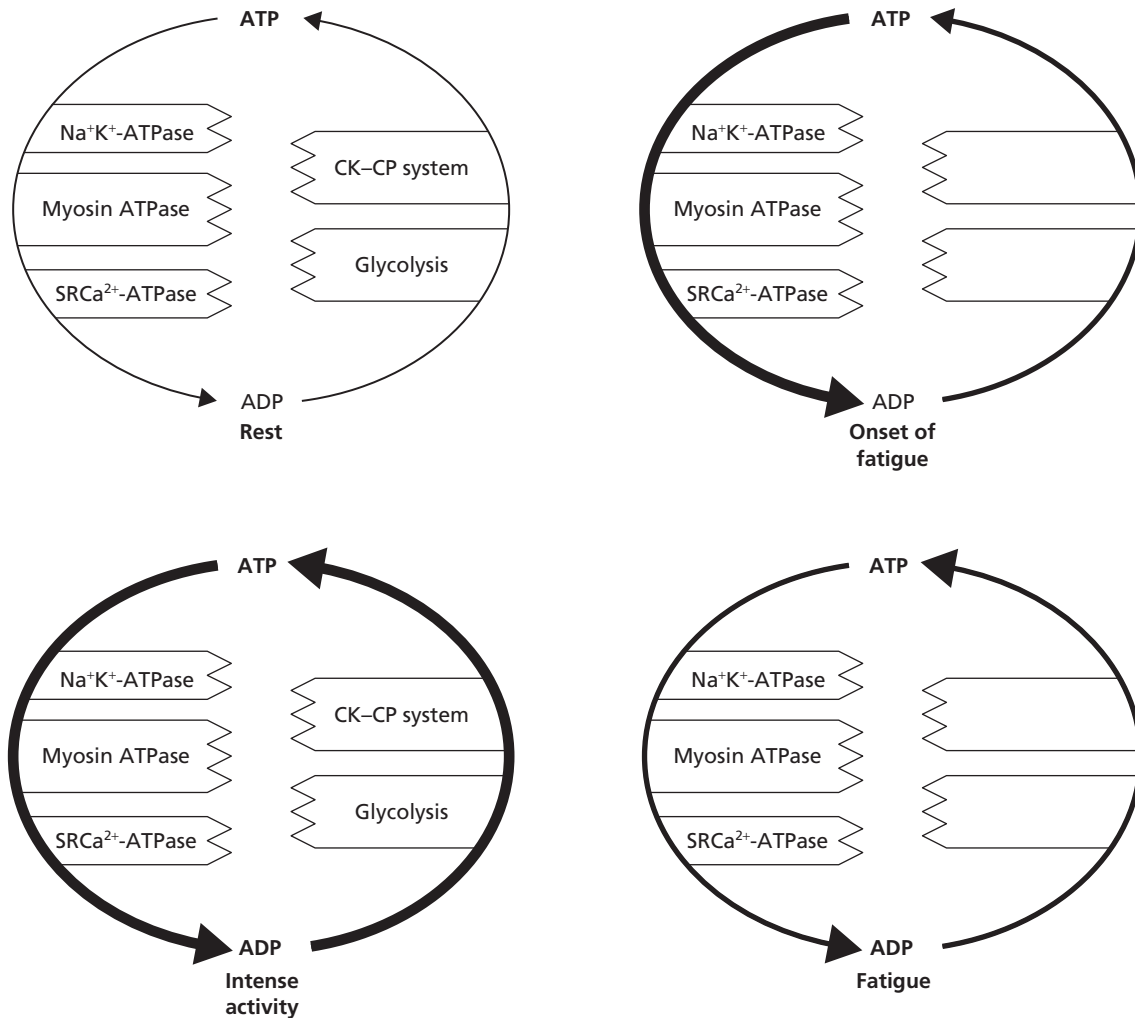 ATP
Na⁺K⁺-ATPase
Myosin ATPase
SRCa²⁺-ATPase
CK–CP system
Glycolysis
ADP
Rest
ATP
Na⁺K⁺-ATPase
Myosin ATPase
SRCa²⁺-ATPase
ADP
Onset of
fatigue
ATP
Na⁺K⁺-ATPase
Myosin ATPase
SRCa²⁺-ATPase
CK–CP system
Glycolysis
ADP
Intense
activity
ATP
Na⁺K⁺-ATPase
Myosin ATPase
SRCa²⁺-ATPase
ADP
Fatigue